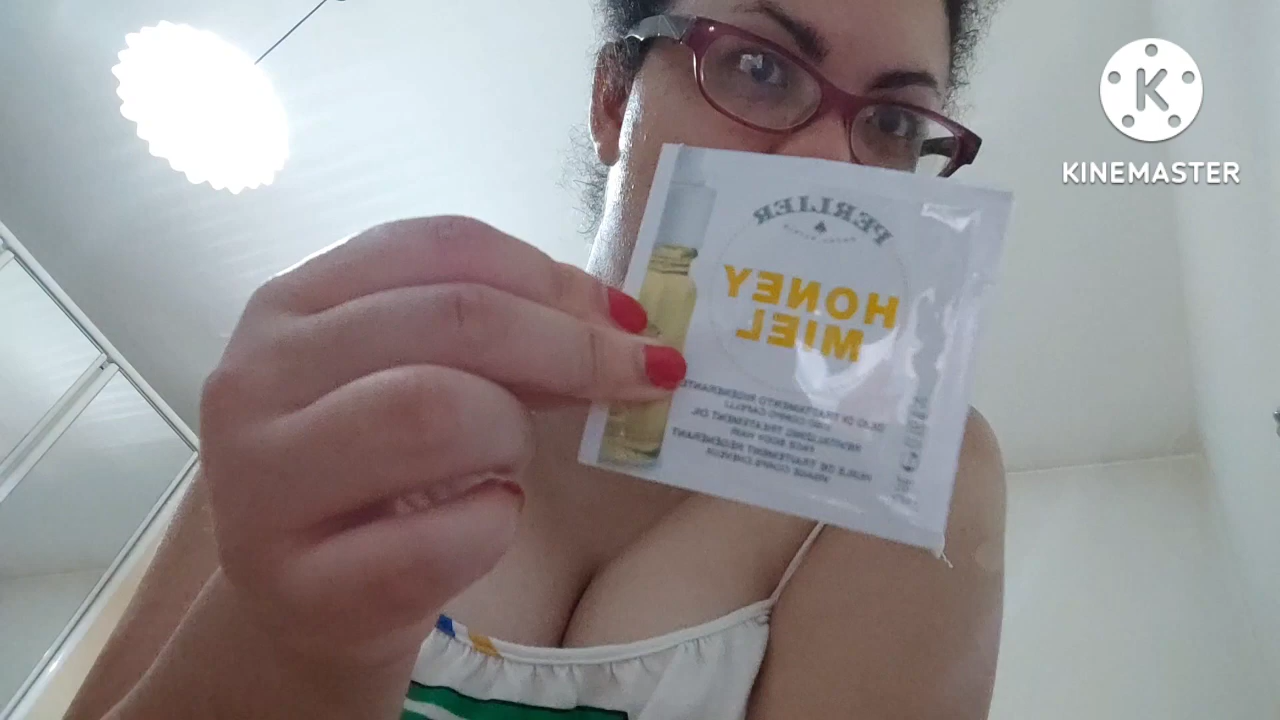 KINEMASTER
PERLIER
HONEY
MIEL
OLIO DI TRATTAMENTO RIGENERANTE
VISO CORPO CAPELLI
REVITALIZING TREATEMENT OIL
FACE BODY HAIR
HUILE DE TRAITEMENT REGENERANT
VISAGE CORPS CHEVEUX